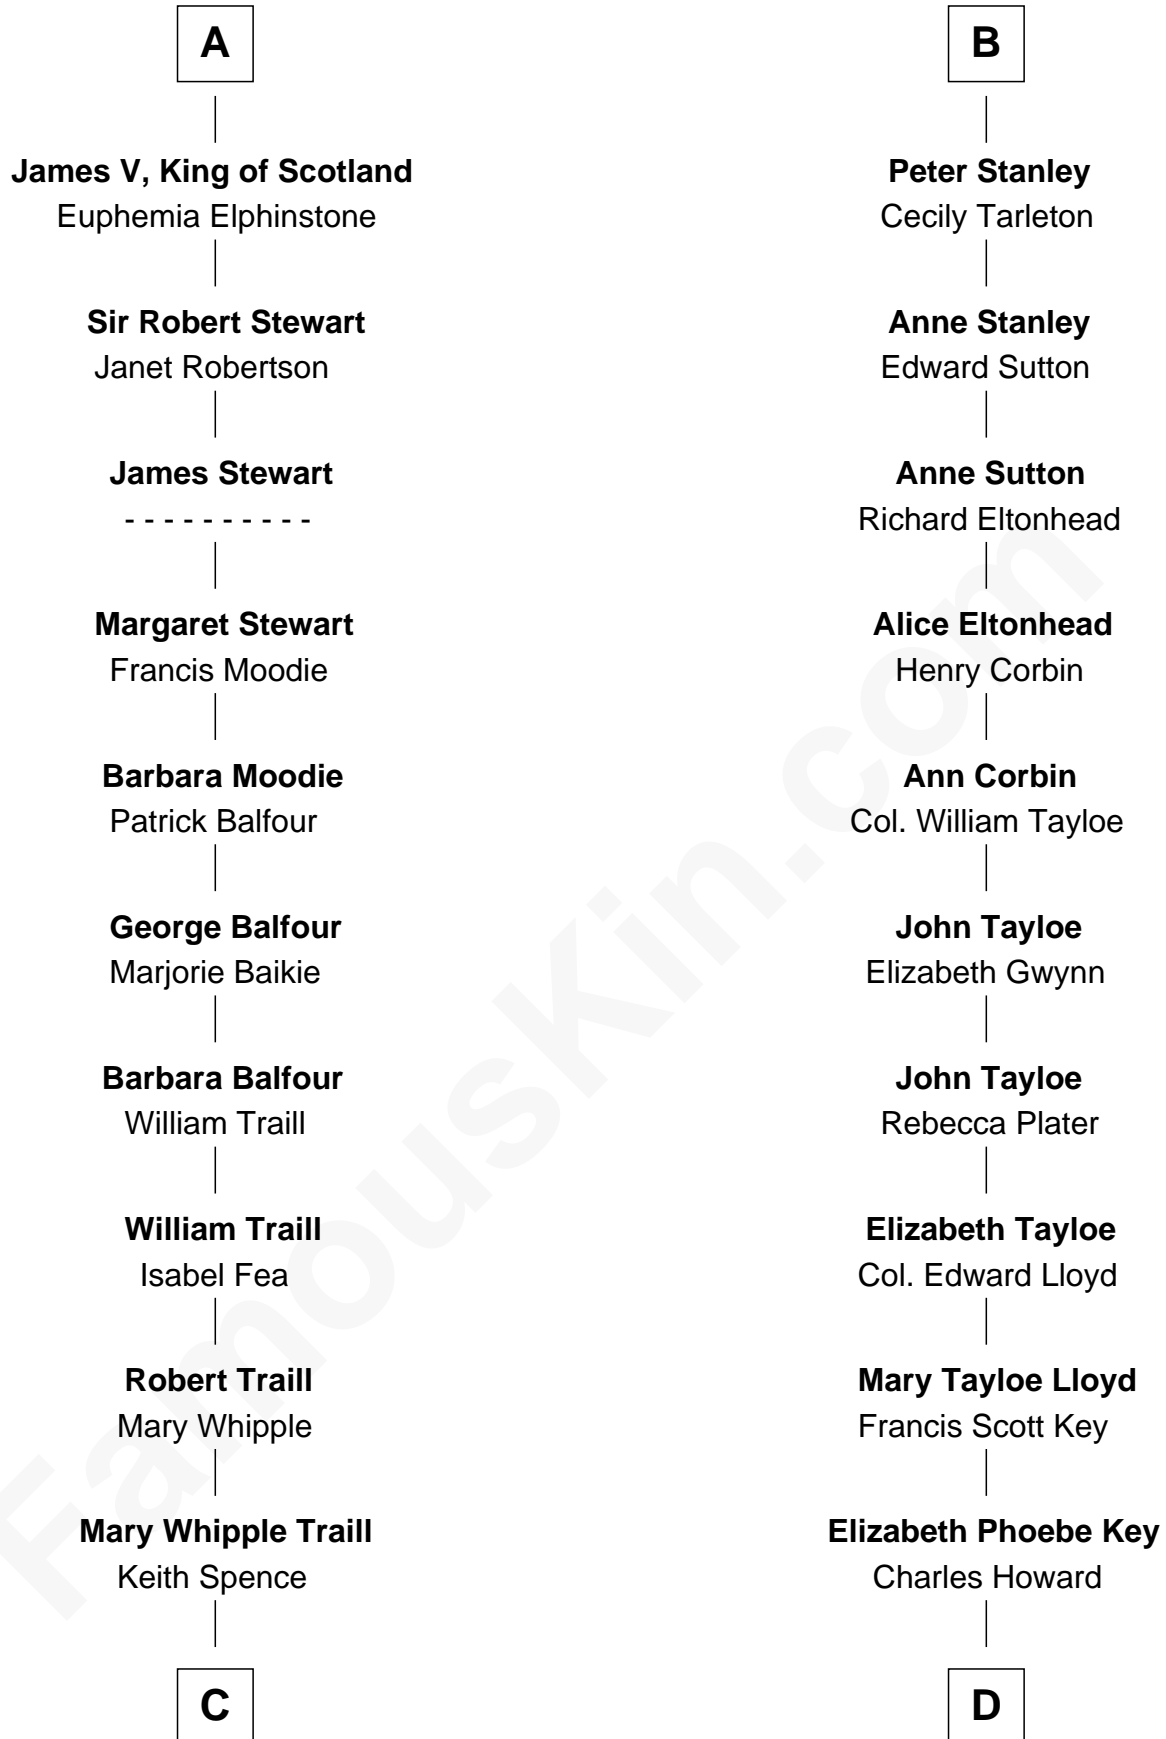 A
James V, King of Scotland
Euphemia Elphinstone
Sir Robert Stewart
Janet Robertson
James Stewart
- - - - - - - - - -
Margaret Stewart
Francis Moodie
Barbara Moodie
Patrick Balfour
George Balfour
Marjorie Baikie
Barbara Balfour
William Traill
William Traill
Isabel Fea
Robert Traill
Mary Whipple
Mary Whipple Traill
Keith Spence
C
B
Peter Stanley
Cecily Tarleton
Anne Stanley
Edward Sutton
Anne Sutton
Richard Eltonhead
Alice Eltonhead
Henry Corbin
Ann Corbin
Col. William Tayloe
John Tayloe
Elizabeth Gwynn
John Tayloe
Rebecca Plater
Elizabeth Tayloe
Col. Edward Lloyd
Mary Tayloe Lloyd
Francis Scott Key
Elizabeth Phoebe Key
Charles Howard
D
FamousKin.com